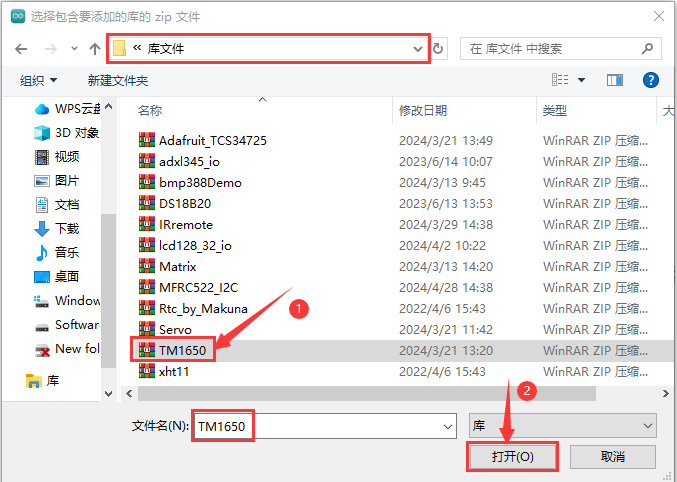 选择包含要添加的库的 zip 文件
« 库文件
在 库文件 中搜索
组织 新建文件夹
名称 修改日期 类型 大
WPS云盘
3D 对象
视频
图片
文档
下载
音乐
桌面
Window
Software
New fol
库
Adafruit_TCS34725 2024/3/21 13:49 WinRAR ZIP 压缩...
adxl345_io 2023/6/14 10:07 WinRAR ZIP 压缩...
bmp388Demo 2024/3/13 9:45 WinRAR ZIP 压缩...
DS18B20 2023/6/13 13:53 WinRAR ZIP 压缩...
IRremote 2024/3/29 14:38 WinRAR ZIP 压缩...
lcd128_32_io 2024/4/2 10:22 WinRAR ZIP 压缩...
Matrix 2024/3/13 14:20 WinRAR ZIP 压缩...
MFRC522_I2C 2024/4/28 14:38 WinRAR ZIP 压缩...
Rtc_by_Makuna 2022/4/6 15:43 WinRAR ZIP 压缩...
Servo 2024/3/21 11:42 WinRAR ZIP 压缩...
TM1650 2024/3/21 13:20 WinRAR ZIP 压缩...
xht11 2022/4/6 15:43 WinRAR ZIP 压缩...
1
2
文件名(N): TM1650 库
打开(O) 取消